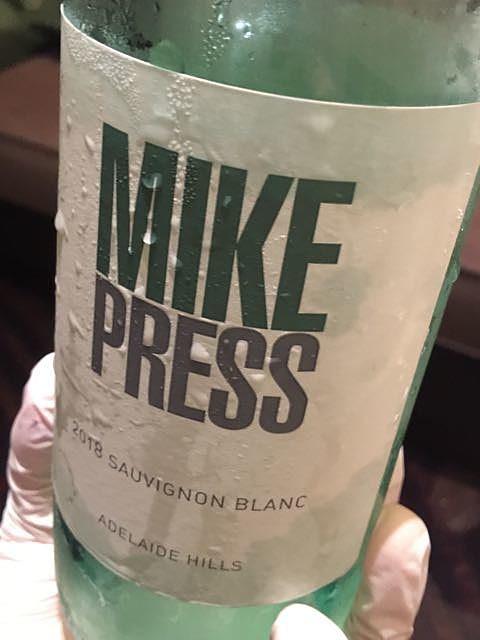 MIKE
PRESS
2018 SAUVIGNON BLANC
ADELAIDE HILLS